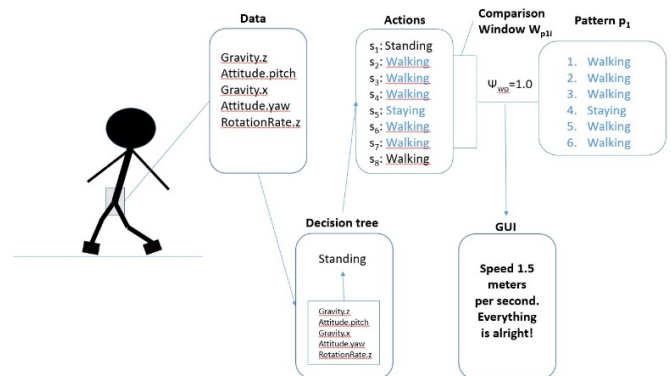 Data
Gravity.z
Attitude.pitch
Gravity.x
Attitude.yaw
RotationRate.z
Actions
s1: Standing
s2: Walking
s3: Walking
s4: Walking
s5: Staying
s6: Walking
s7: Walking
s8: Walking
Comparison
Window Wp1i
Ψwp=1.0
Pattern p1
1. Walking
2. Walking
3. Walking
4. Staying
5. Walking
6. Walking
Decision tree
Standing
Gravity.z
Attitude.pitch
Gravity.x
Attitude.yaw
RotationRate.z
GUI
Speed 1.5
meters
per second.
Everything
is alright!